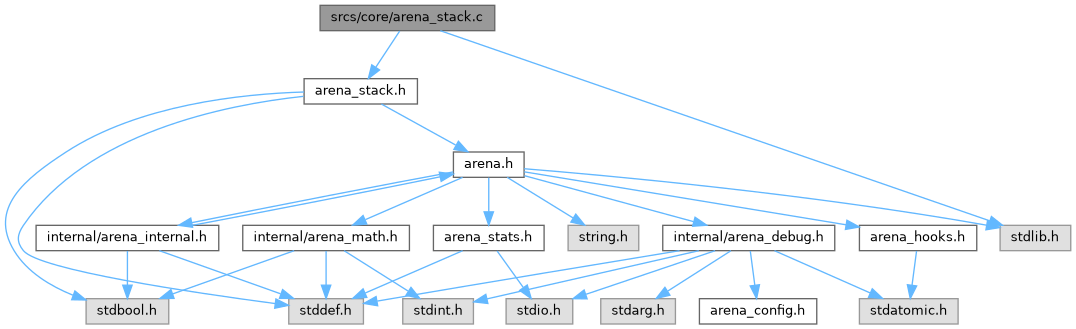 srcs/core/arena_stack.c
arena_stack.h
arena.h
internal/arena_internal.h
internal/arena_math.h
arena_stats.h
string.h
internal/arena_debug.h
arena_hooks.h
stdlib.h
stdbool.h
stddef.h
stdint.h
stdio.h
stdarg.h
arena_config.h
stdatomic.h